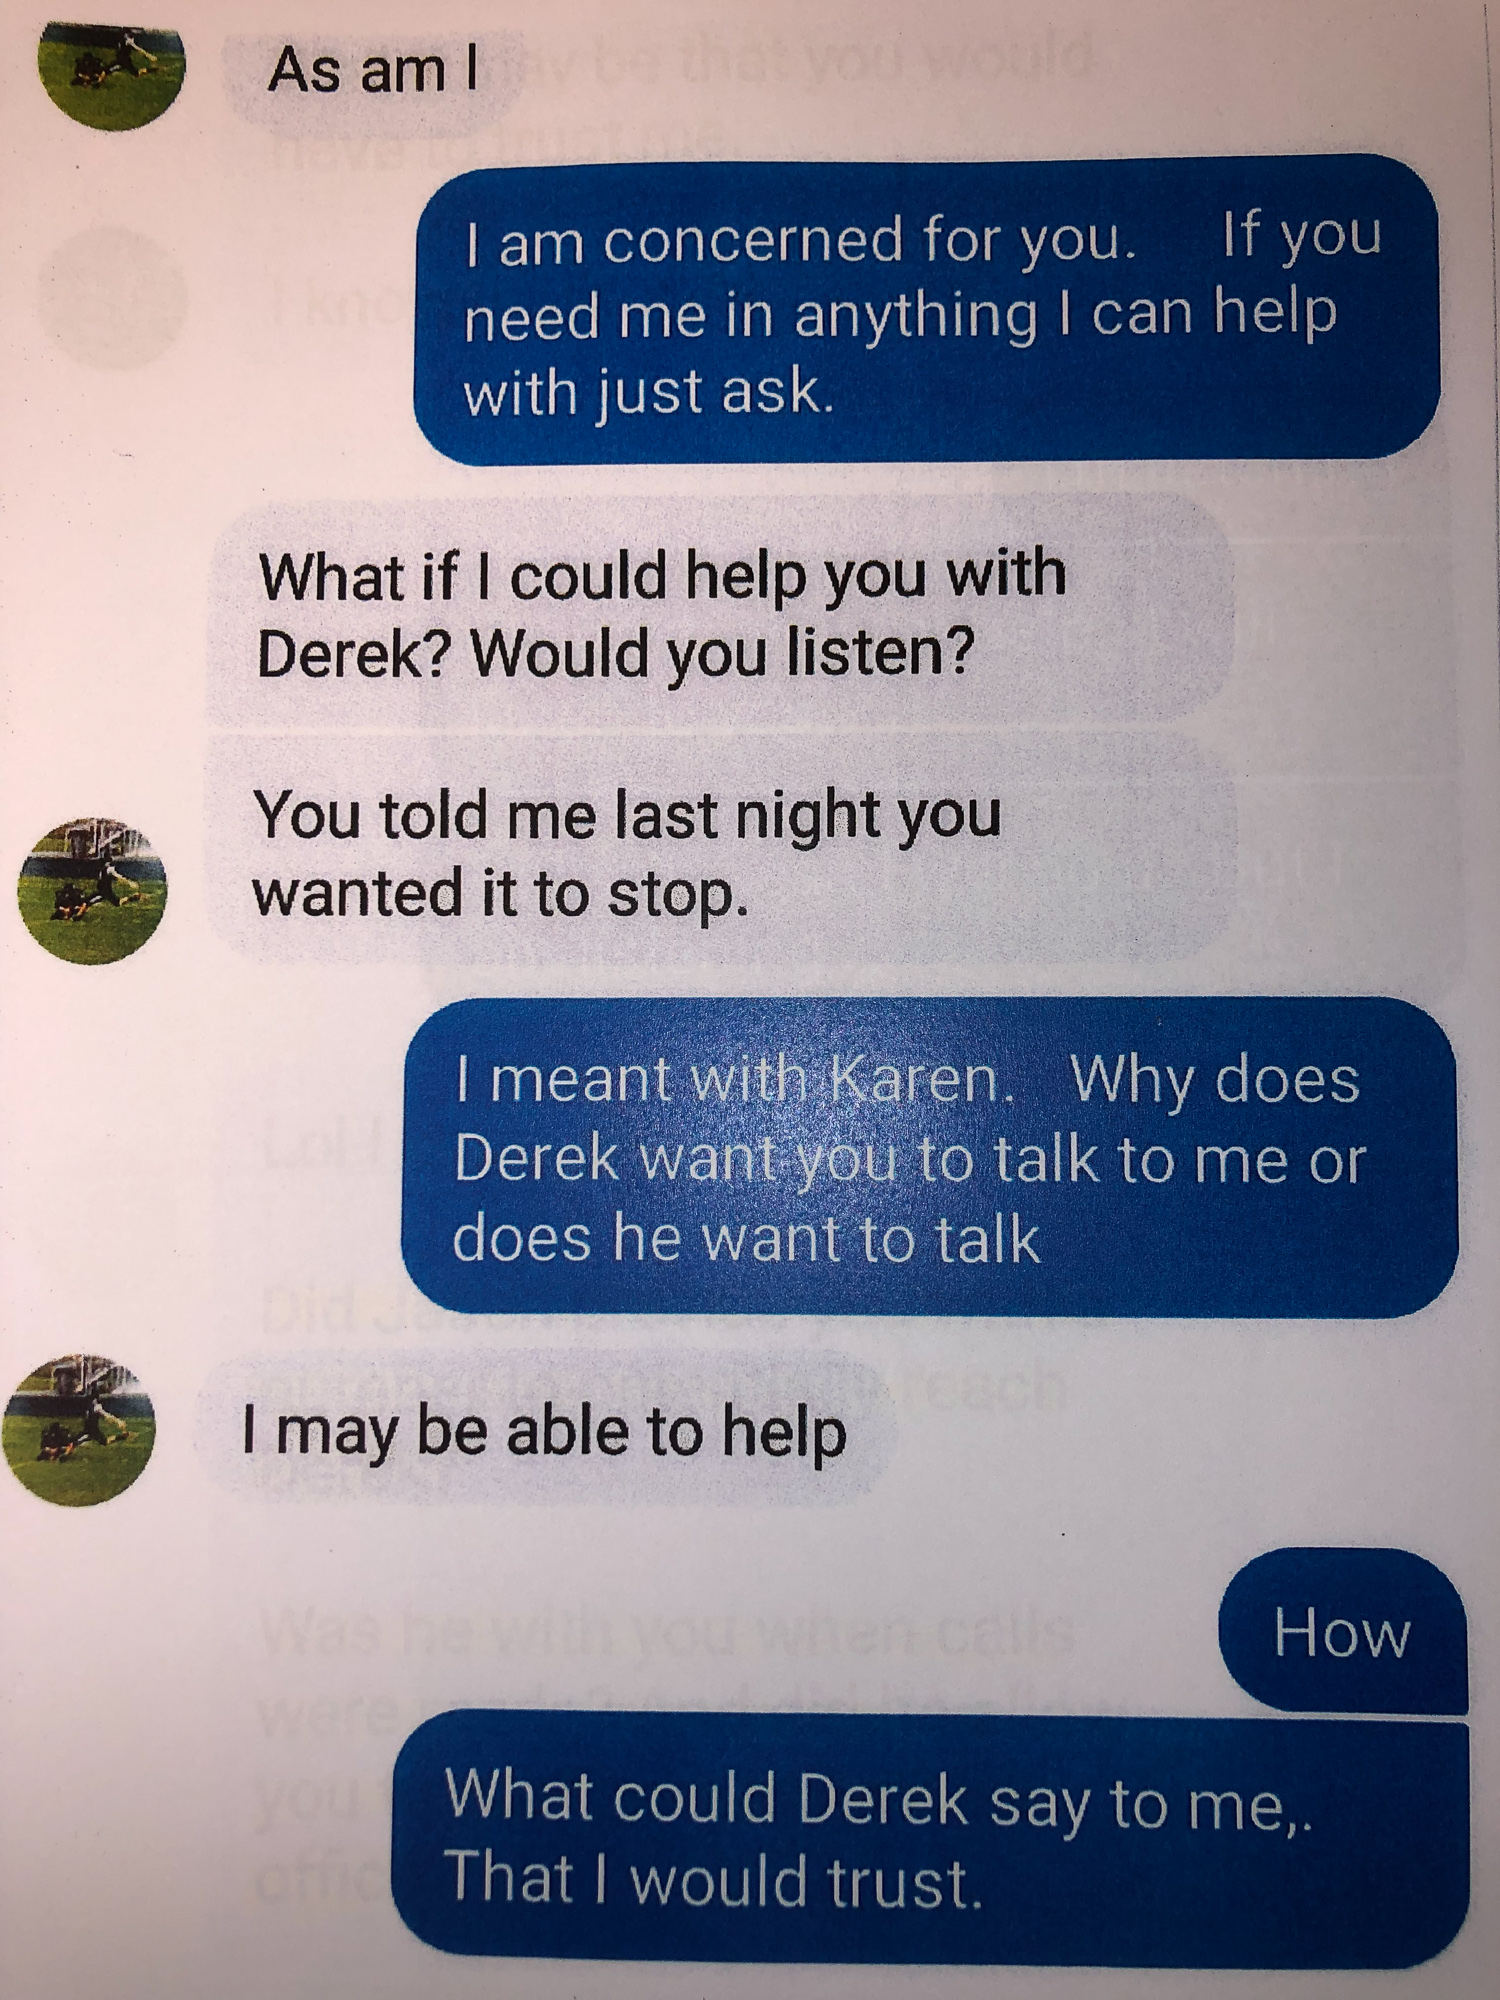 As am I
I am concerned for you. If you
need me in anything I can help
with just ask.
What if I could help you with
Derek? Would you listen?
You told me last night you
wanted it to stop.
I meant with Karen. Why does
Derek want you to talk to me or
does he want to talk
I may be able to help
How
What could Derek say to me,.
That I would trust.